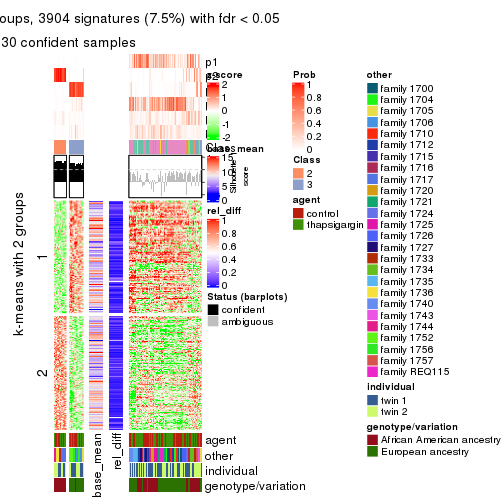 oups, 3904 signatures (7.5%) with fdr < 0.05
30 confident samples
p1
z-score
2
1
0
-1
-2
Class
base_mean
15
10
5
0
silhouette
score
rel_diff
1
0.8
0.6
0.4
0.2
0
Status (barplots)
confident
ambiguous
Prob
1
0.8
0.6
0.4
0.2
0
Class
2
3
agent
control
thapsigargin
other
family 1700
family 1704
family 1705
family 1706
family 1710
family 1712
family 1715
family 1716
family 1717
family 1720
family 1721
family 1724
family 1725
family 1726
family 1727
family 1733
family 1734
family 1735
family 1736
family 1740
family 1743
family 1744
family 1752
family 1756
family 1757
family REQ115
individual
twin 1
twin 2
genotype/variation
African American ancestry
European ancestry
k-means with 2 groups
1
2
base_mean
rel_diff
agent
other
individual
genotype/variation